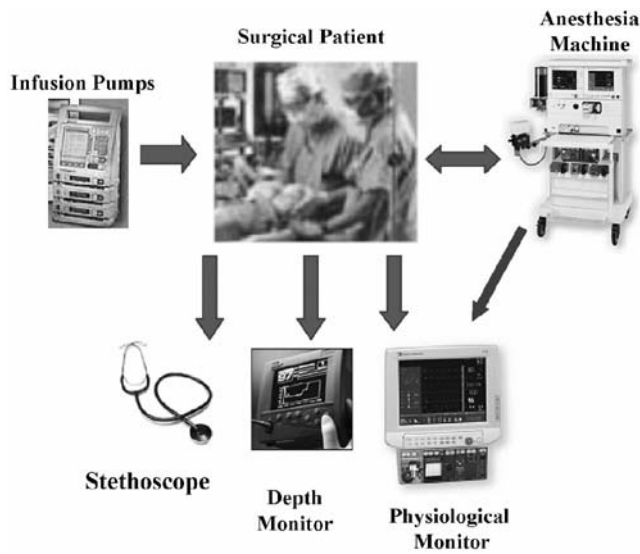 Surgical Patient
Anesthesia
Machine
Infusion Pumps
Stethoscope
Depth
Monitor
Physiological
Monitor